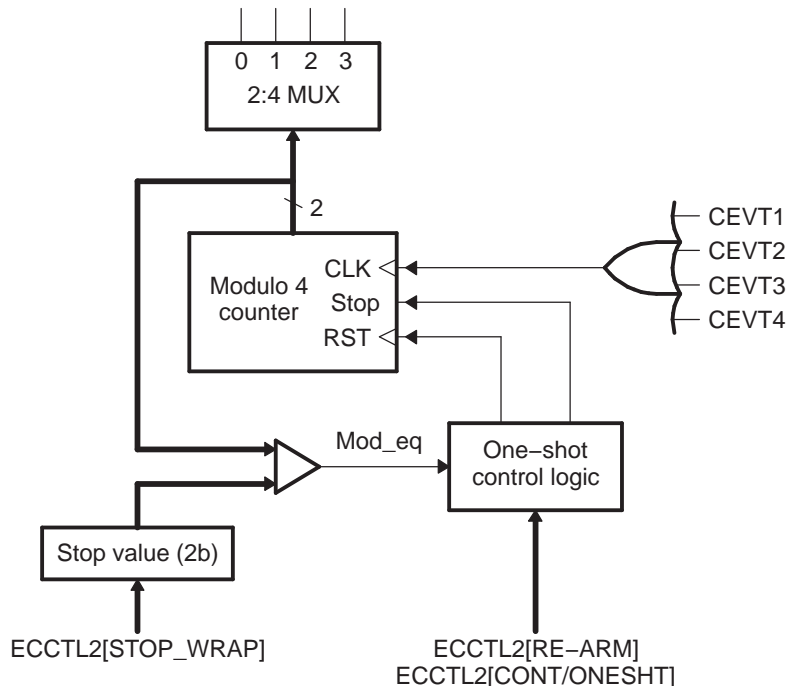 0 1 2 3
2:4 MUX
2
CEVT1
CEVT2
CEVT3
CEVT4
Modulo 4
counter
CLK
Stop
RST
Mod_eq
One−shot
control logic
Stop value (2b)
ECCTL2[STOP_WRAP]
ECCTL2[RE−ARM]
ECCTL2[CONT/ONESHT]